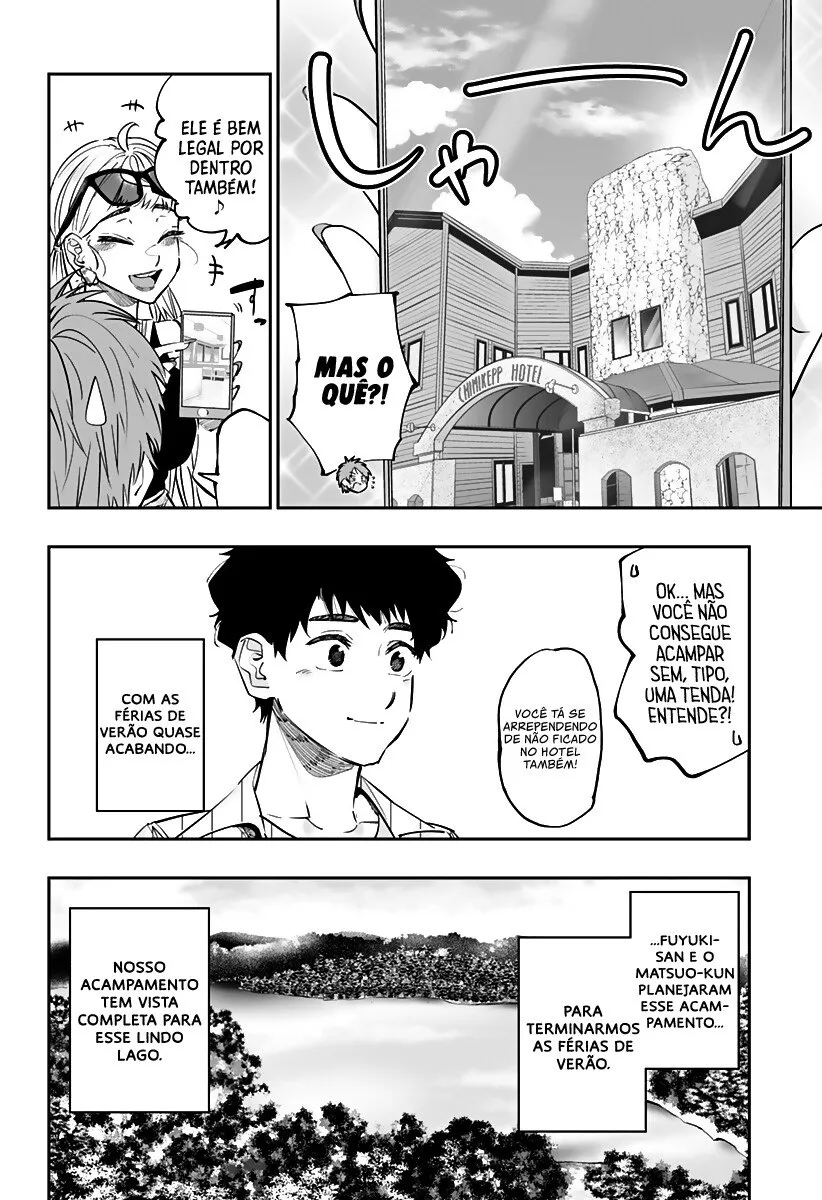 しゃーーん
CHIMIKEPP HOTEL
MAS O
QUÊ?!
ELE É BEM
LEGAL POR
DENTRO
TAMBÉM!
♪
すっ
OK... MAS
VOCÊ NÃO
CONSEGUE
ACAMPAR
SEM, TIPO,
UMA TENDA!
ENTENDE?!
VOCÊ TÁ SE
ARREPENDENDO
DE NÃO FICADO
NO HOTEL
TAMBÉM!
COM AS
FÉRIAS DE
VERÃO QUASE
ACABANDO...
...FUYUKI-
SAN E O
MATSUO-KUN
PLANEJARAM
ESSE ACAM-
PAMENTO...
PARA
TERMINARMOS
AS FÉRIAS DE
VERÃO.
NOSSO
ACAMPAMENTO
TEM VISTA
COMPLETA PARA
ESSE LINDO
LAGO.